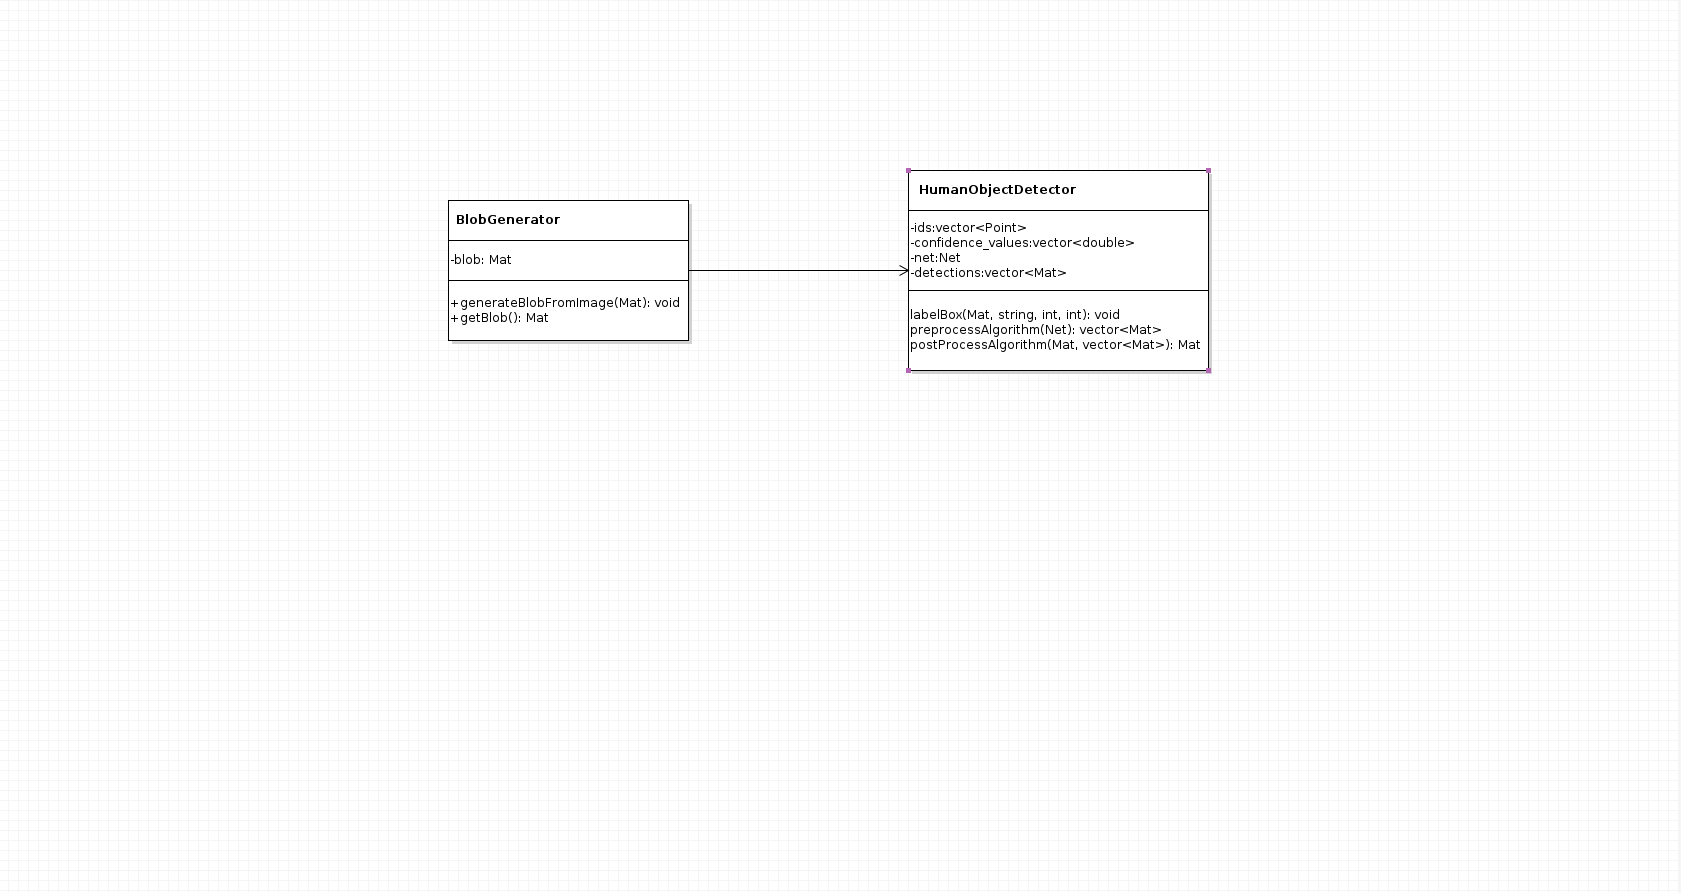 BlobGenerator
-blob: Mat
+generateBlobFromImage(Mat): void
+getBlob(): Mat
HumanObjectDetector
-ids:vector<Point>
-confidence_values:vector<double>
-net:Net
-detections:vector<Mat>
labelBox(Mat, string, int, int): void
preprocessAlgorithm(Net): vector<Mat>
postProcessAlgorithm(Mat, vector<Mat>): Mat